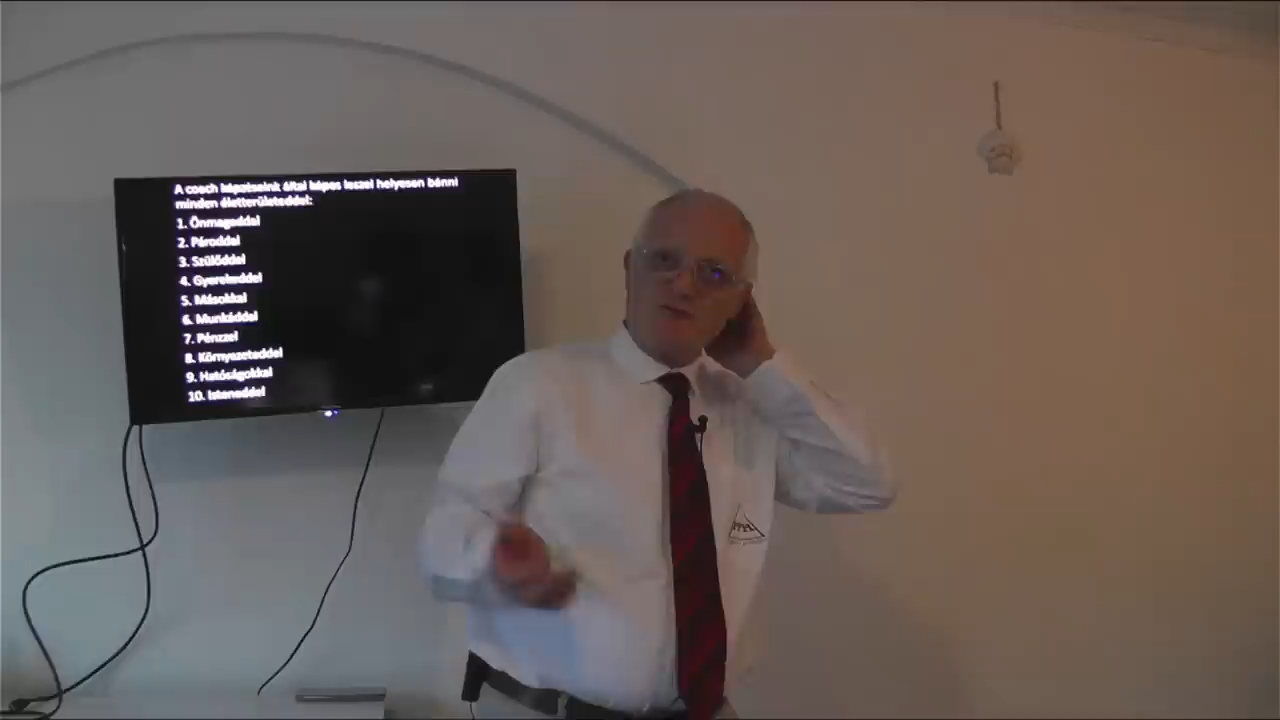 A coach képzéseink által képes leszel helyesen bánni
minden életterületeddel:
1. Önmagaddal
2. Pároddal
3. Szülőddel
4. Gyerekeddel
5. Másokkal
6. Munkáddal
7. Pénzzel
8. Környezeteddel
9. Hatóságokkal
10. Isteneddel